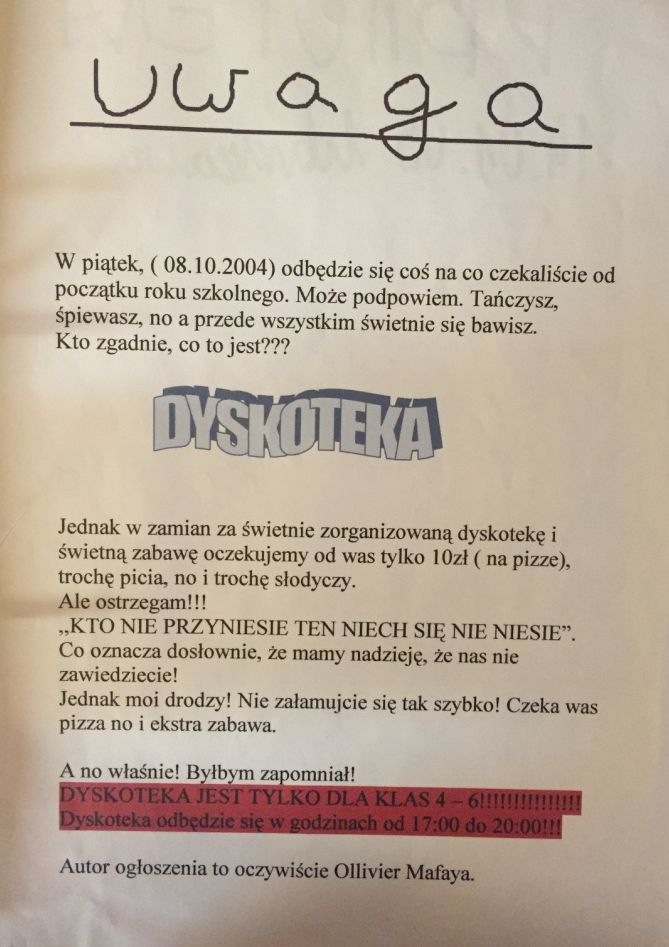 Uwaga
W piątek, ( 08.10.2004) odbędzie się coś na co czekaliście od
początku roku szkolnego. Może podpowiem. Tańczysz,
śpiewasz, no a przede wszystkim świetnie się bawisz.
Kto zgadnie, co to jest???
DYSKOTEKA
Jednak w zamian za świetnie zorganizowaną dyskotekę i
świetną zabawę oczekujemy od was tylko 10zł ( na pizze),
trochę picia, no i trochę słodyczy.
Ale ostrzegam!!!
,,KTO NIE PRZYNIESIE TEN NIECH SIĘ NIE NIESIE”.
Co oznacza dosłownie, że mamy nadzieję, że nas nie
zawiedziecie!
Jednak moi drodzy! Nie załamujcie się tak szybko! Czeka was
pizza no i ekstra zabawa.
A no właśnie! Byłbym zapomniał!
DYSKOTEKA JEST TYLKO DLA KLAS 4 – 6!!!!!!!!!!!!!!!!
Dyskoteka odbędzie się w godzinach od 17:00 do 20:00!!!
Autor ogłoszenia to oczywiście Ollivier Mafaya.